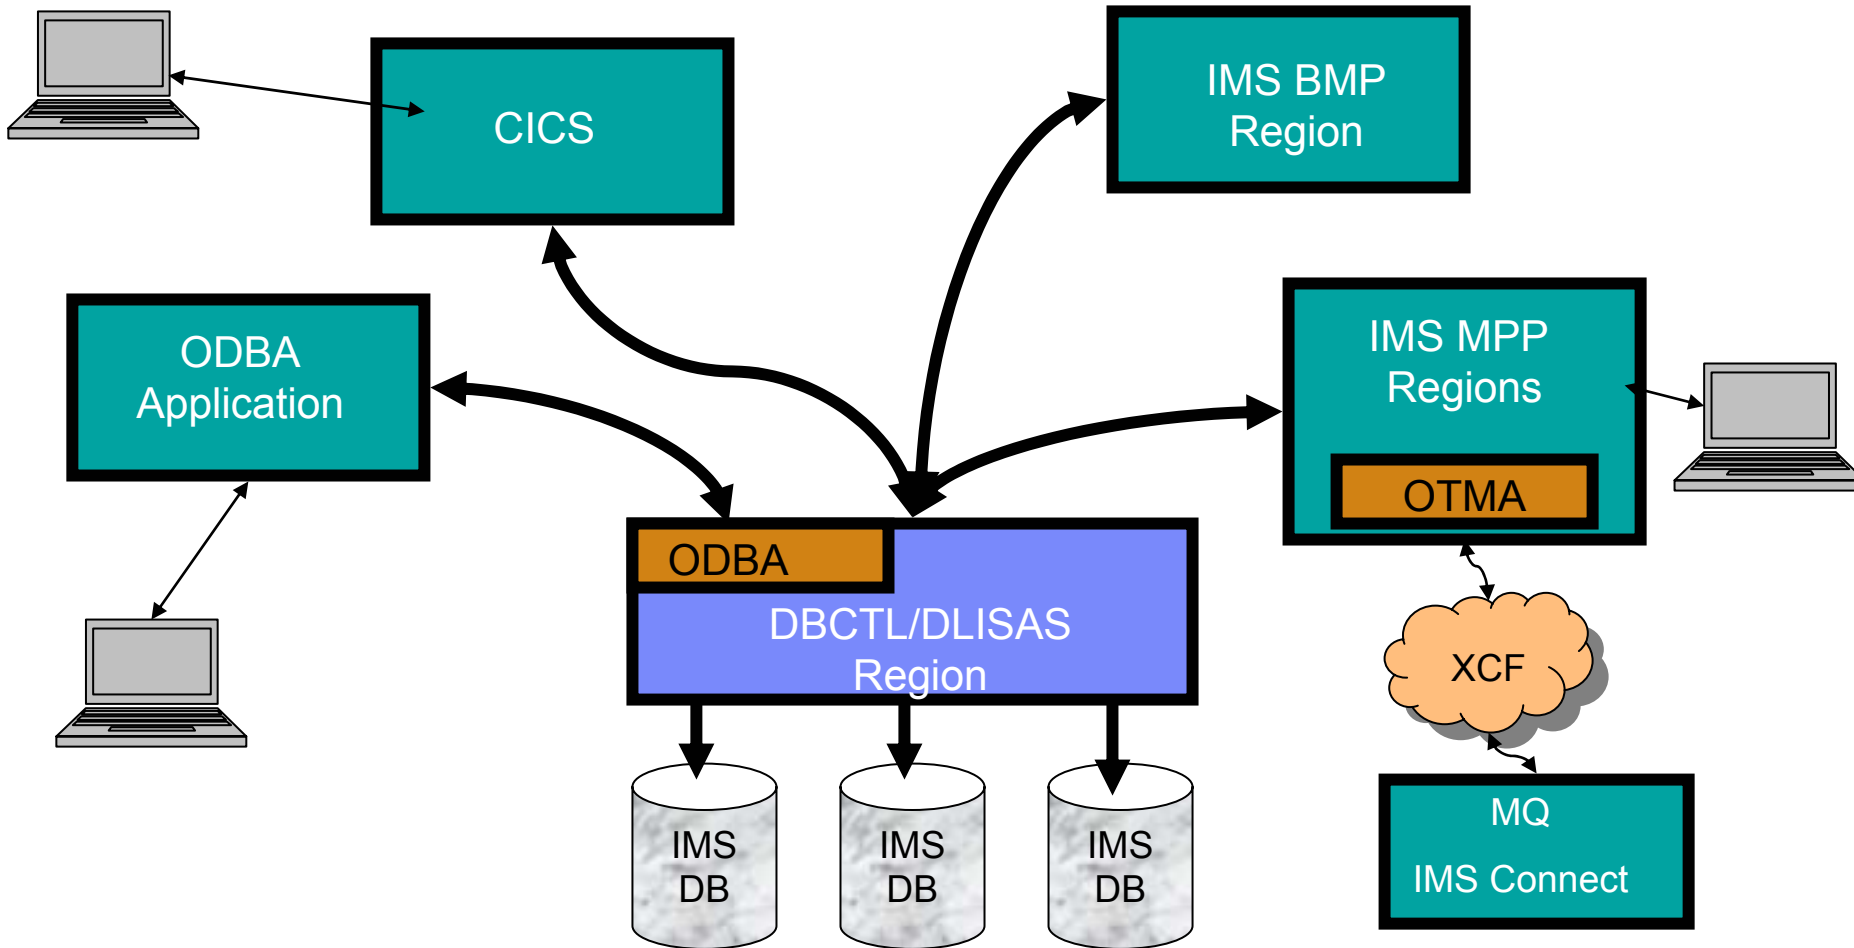 CICS
IMS BMP
Region
ODBA
Application
IMS MPP
Regions
OTMA
ODBA
DBCTL/DLISAS
Region
XCF
IMS
DB
IMS
DB
IMS
DB
MQ
IMS Connect